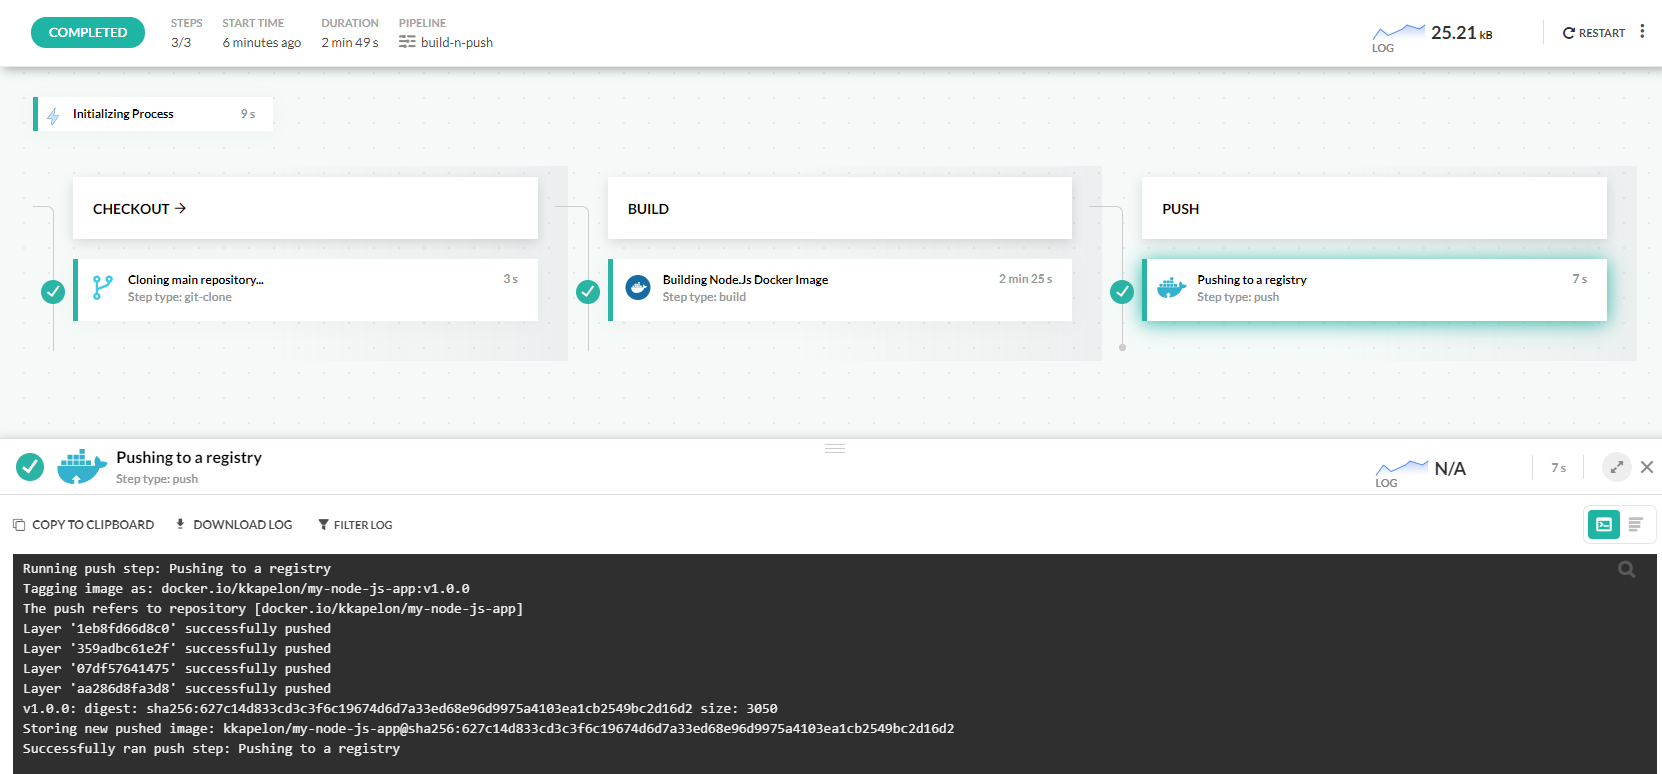 COMPLETED
STEPS
3/3
START TIME
6 minutes ago
DURATION
2 min 49 s
PIPELINE
build-n-push
LOG
25.21 kB
RESTART
Initializing Process 9 s
CHECKOUT →
Cloning main repository... 3 s
Step type: git-clone
BUILD
Building NodeJs Docker Image 2 min 25 s
Step type: build
PUSH
Pushing to a registry 7 s
Step type: push
Pushing to a registry
Step type: push
LOG
N/A
7 s
COPY TO CLIPBOARD
DOWNLOAD LOG
FILTER LOG
Running push step: Pushing to a registry
Tagging image as: docker.io/kkapelon/my-node-js-app:v1.0.0
The push refers to repository [docker.io/kkapelon/my-node-js-app]
Layer '1eb8fd66d8c0' successfully pushed
Layer '359adbc61e2f' successfully pushed
Layer '07df57641475' successfully pushed
Layer 'aa286d8fa3d8' successfully pushed
v1.0.0: digest: sha256:627c14d833cd3c3f6c19674d6d7a33ed68e96d9975a4103ea1cb2549bc2d16d2 size: 3050
Storing new pushed image: kkapelon/my-node-js-app@sha256:627c14d833cd3c3f6c19674d6d7a33ed68e96d9975a4103ea1cb2549bc2d16d2
Successfully ran push step: Pushing to a registry